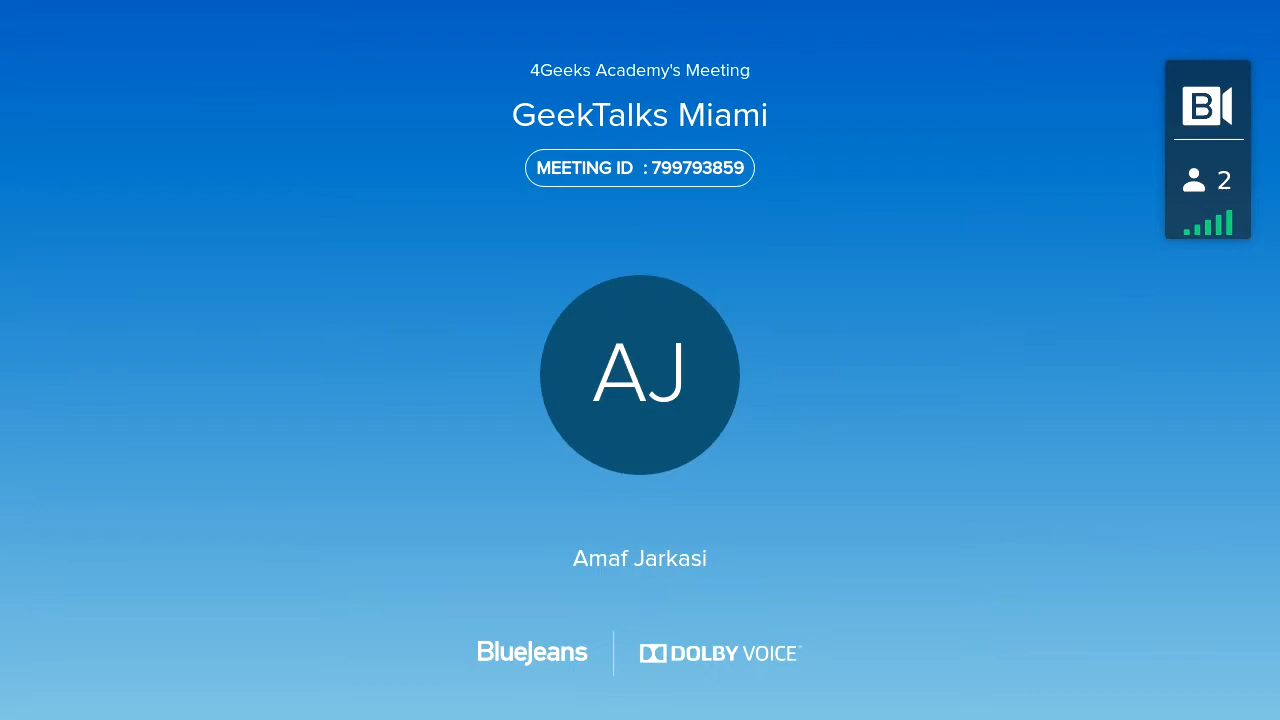 4Geeks Academy's Meeting
GeekTalks Miami
MEETING ID : 799793859
B
2
AJ
Amaf Jarkasi
BlueJeans
DOLBY VOICE